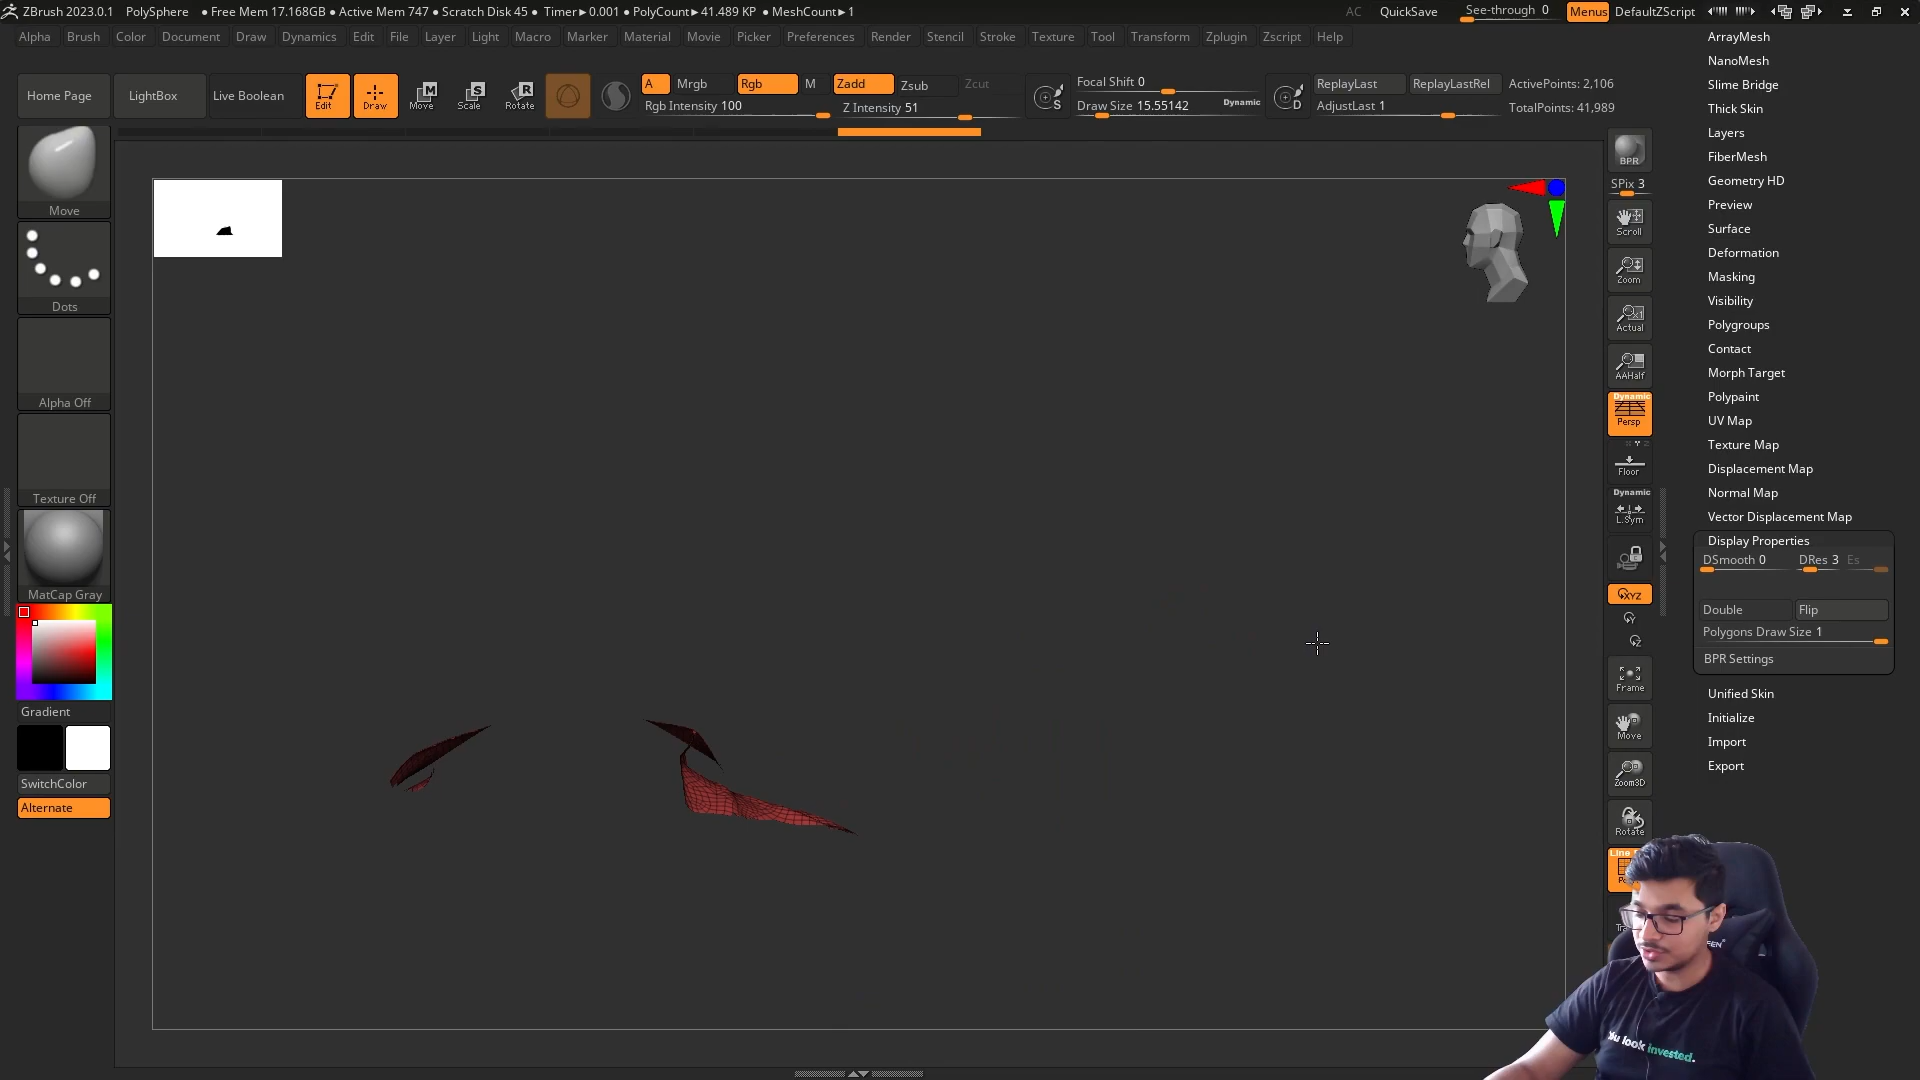 ZBrush 2023.0.1 PolySphere ● Free Mem 17.168GB ● Active Mem 747 ● Scratch Disk 45 ● Timer►0.001 ● PolyCount►41.489 KP ● MeshCount►1
AC QuickSave See-through 0 Menus DefaultZScript
Alpha Brush Color Document Draw Dynamics Edit File Layer Light Macro Marker Material Movie Picker Preferences Render Stencil Stroke Texture Tool Transform Zplugin Zscript Help
Home Page LightBox Live Boolean Edit Draw Move Scale Rotate
A Mrgb Rgb M Zadd Zsub Zcut
Rgb Intensity 100 Z Intensity 51
Focal Shift 0
Draw Size 15.55142 Dynamic
ReplayLast ReplayLastRel ActivePoints: 2,106
AdjustLast 1 TotalPoints: 41,989
Move
Dots
Alpha Off
Texture Off
MatCap Gray
Gradient
SwitchColor
Alternate
BPR
SPix 3
Scroll
Zoom
Actual
AAHalf
Dynamic
Persp
Floor
Dynamic
L.Sym
XYZ
Y
Z
Frame
Move
Zoom3D
Rotate
ArrayMesh
NanoMesh
Slime Bridge
Thick Skin
Layers
FiberMesh
Geometry HD
Preview
Surface
Deformation
Masking
Visibility
Polygroups
Contact
Morph Target
Polypaint
UV Map
Texture Map
Displacement Map
Normal Map
Vector Displacement Map
Display Properties
DSmooth 0 DRes 3 Es
Double Flip
Polygons Draw Size 1
BPR Settings
Unified Skin
Initialize
Import
Export
You look invested.